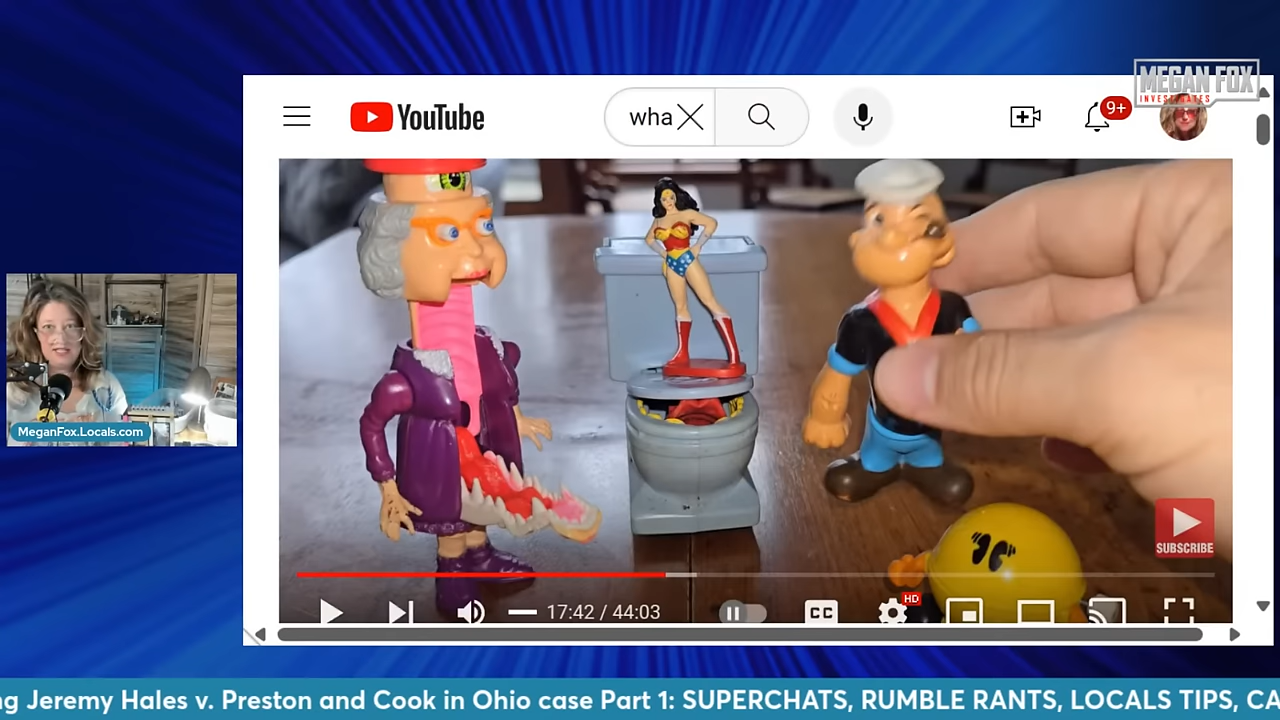 MEGAN FOX
INVESTIGATES
YouTube
wha
9+
SUBSCRIBE
17:42 / 44:03
CC
HD
MeganFox.Locals.com
ng Jeremy Hales v. Preston and Cook in Ohio case Part 1: SUPERCHATS, RUMBLE RANTS, LOCALS TIPS, CA